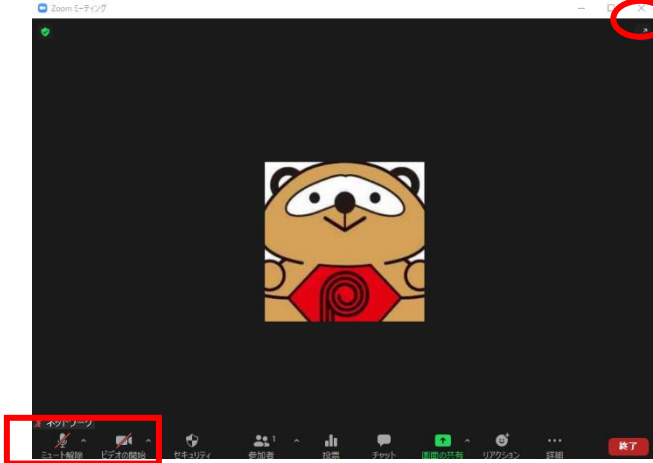 Zoom ミーティング
ネットワーク
1
ミュート解除 ビデオの開始 セキュリティ 参加者 投票 チャット 画面の共有 リアクション 詳細 終了